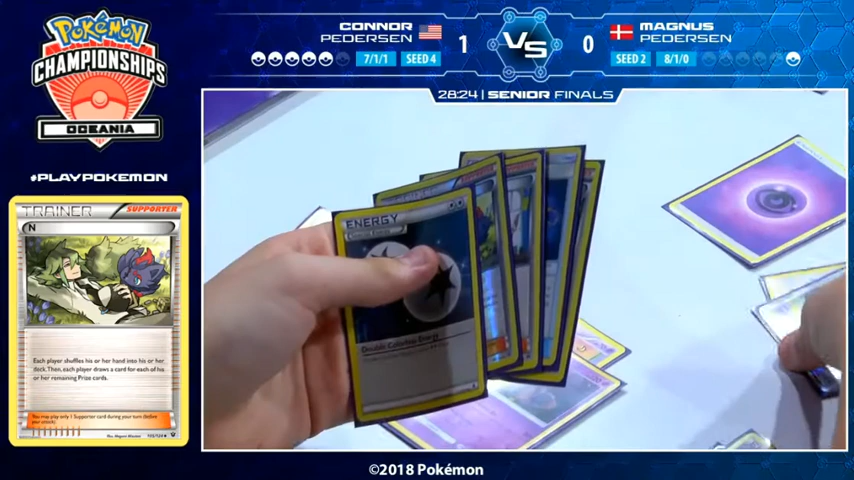 Pokémon
CHAMPIONSHIPS
OCEANIA
#PLAYPOKEMON
CONNOR
PEDERSEN
7/1/1
SEED 4
1
VS
0
MAGNUS
PEDERSEN
SEED 2
8/1/0
28:24 | SENIOR FINALS
TRAINER
SUPPORTER
N
Each player shuffles his or her hand into his or her
deck. Then, each player draws a card for each of his
or her remaining Prize cards.
You may play only 1 Supporter card during your turn (before
your attack).
ENERGY
Special Energy
Double Colorless Energy
©2018 Pokémon